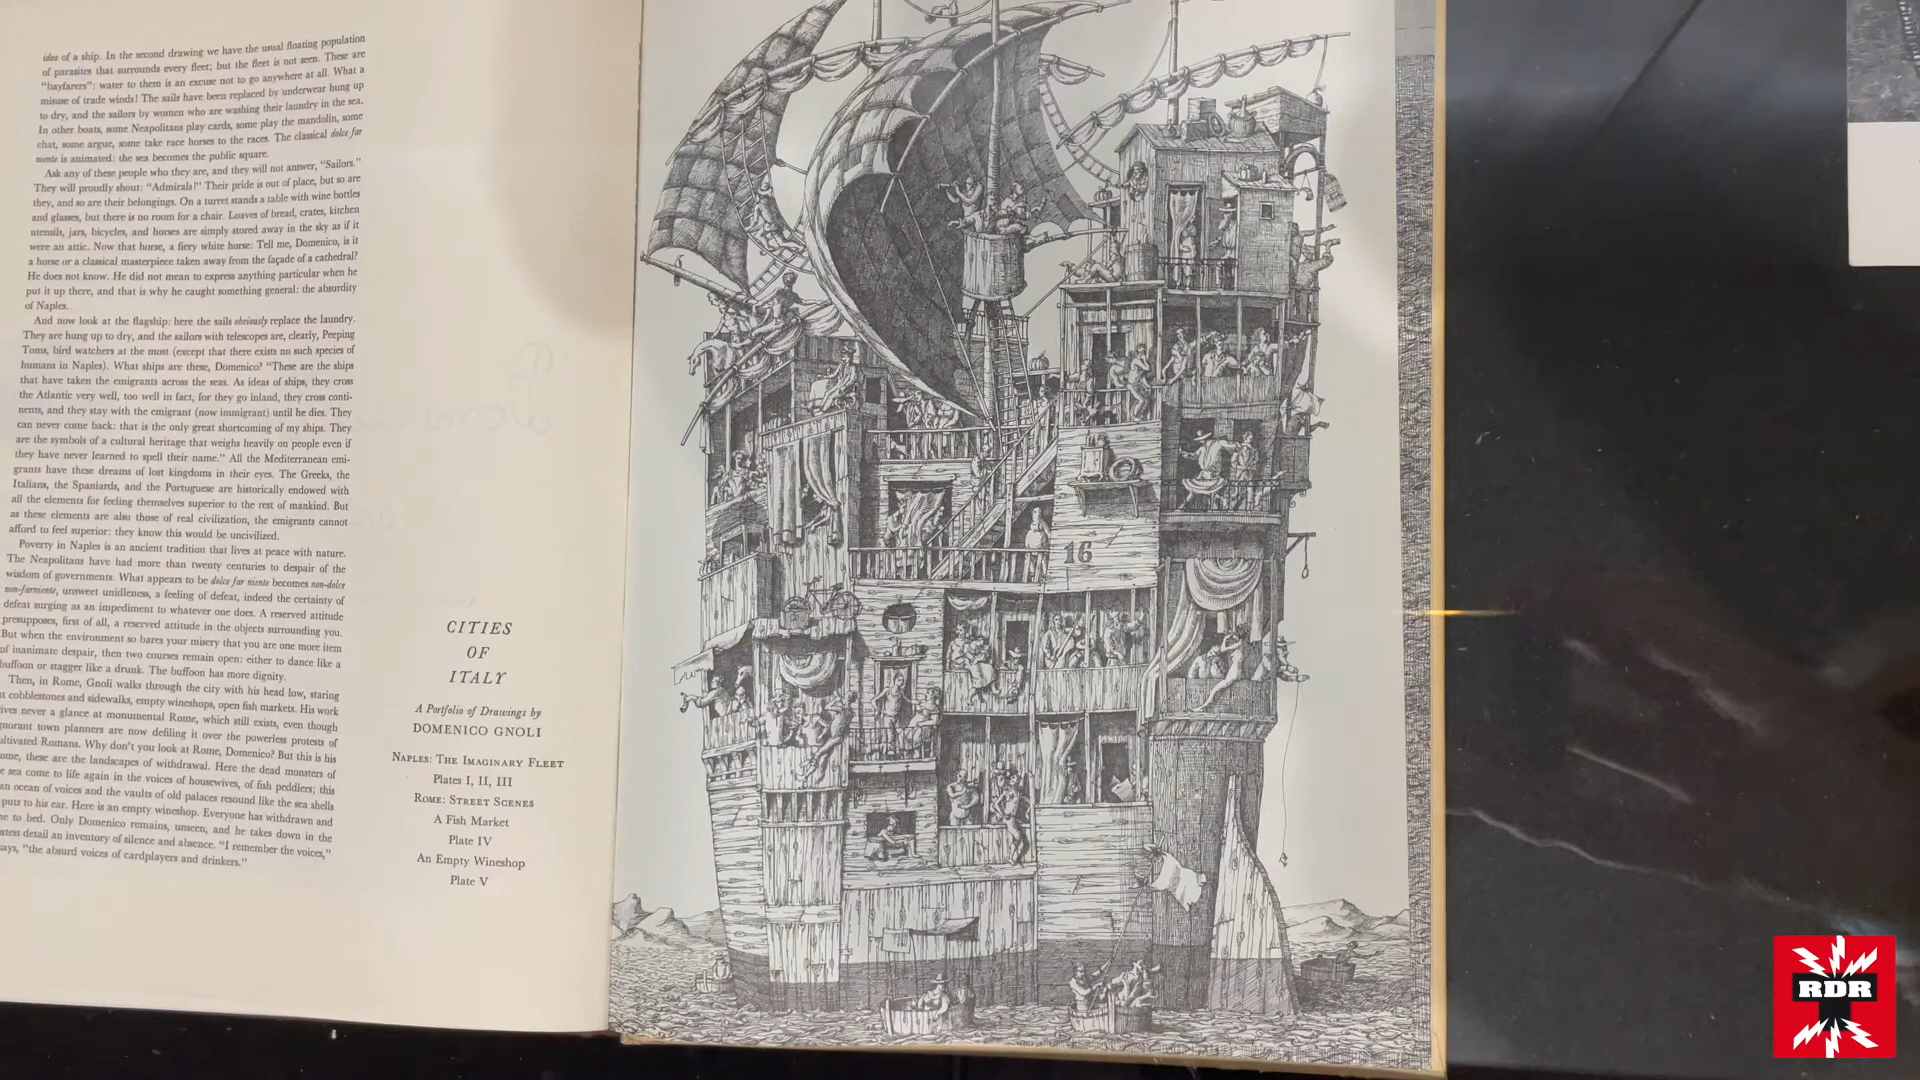 idea of a ship. In the second drawing we have the usual floating population
of parasites that surrounds every fleet; but the fleet is not seen. These are
"bayfarers": water to them is an excuse not to go anywhere at all. What a
misuse of trade winds! The sails have been replaced by underwear hung up
to dry, and the sailors by women who are washing their laundry in the sea.
In other boats, some Neapolitans play cards, some play the mandolin, some
chat, some argue, some take race horses to the races. The classical dolce far
niente is animated: the sea becomes the public square.
Ask any of these people who they are, and they will not answer, "Sailors."
They will proudly shout: "Admirals!" Their pride is out of place, but so are
they, and so are their belongings. On a turret stands a table with wine bottles
and glasses, but there is no room for a chair. Loaves of bread, crates, kitchen
utensils, jars, bicycles, and horses are simply stored away in the sky as if it
were an attic. Now that horse, a fiery white horse: Tell me, Domenico, is it
a horse or a classical masterpiece taken away from the façade of a cathedral?
He does not know. He did not mean to express anything particular when he
put it up there, and that is why he caught something general: the absurdity
of Naples.
And now look at the flagship: here the sails obviously replace the laundry.
They are hung up to dry, and the sailors with telescopes are, clearly, Peeping
Toms, bird watchers at the most (except that there exists no such species of
humans in Naples). What ships are these, Domenico? "These are the ships
that have taken the emigrants across the seas. As ideas of ships, they cross
the Atlantic very well, too well in fact, for they go inland, they cross conti-
nents, and they stay with the emigrant (now immigrant) until he dies. They
can never come back: that is the only great shortcoming of my ships. They
are the symbols of a cultural heritage that weighs heavily on people even if
they have never learned to spell their name." All the Mediterranean emi-
grants have these dreams of lost kingdoms in their eyes. The Greeks, the
Italians, the Spaniards, and the Portuguese are historically endowed with
all the elements for feeling themselves superior to the rest of mankind. But
as these elements are also those of real civilization, the emigrants cannot
afford to feel superior: they know this would be uncivilized.
Poverty in Naples is an ancient tradition that lives at peace with nature.
The Neapolitans have had more than twenty centuries to despair of the
wisdom of governments. What appears to be dolce far niente becomes non-dolce
non-farniente, unsweet unidleness, a feeling of defeat, indeed the certainty of
defeat surging as an impediment to whatever one does. A reserved attitude
presupposes, first of all, a reserved attitude in the objects surrounding you.
But when the environment so bares your misery that you are one more item
of inanimate despair, then two courses remain open: either to dance like a
buffoon or stagger like a drunk. The buffoon has more dignity.
Then, in Rome, Gnoli walks through the city with his head low, staring
t cobblestones and sidewalks, empty wineshops, open fish markets. His work
ives never a glance at monumental Rome, which still exists, even though
norant town planners are now defiling it over the powerless protests of
ultivated Romans. Why don't you look at Rome, Domenico? But this is his
ome, these are the landscapes of withdrawal. Here the dead monsters of
e sea come to life again in the voices of housewives, of fish peddlers; this
an ocean of voices and the vaults of old palaces resound like the sea shells
puts to his ear. Here is an empty wineshop. Everyone has withdrawn and
ne to bed. Only Domenico remains, unseen, and he takes down in the
atest detail an inventory of silence and absence. "I remember the voices,"
says, "the absurd voices of cardplayers and drinkers."
CITIES
OF
ITALY
A Portfolio of Drawings by
DOMENICO GNOLI
NAPLES: THE IMAGINARY FLEET
Plates I, II, III
ROME: STREET SCENES
A Fish Market
Plate IV
An Empty Wineshop
Plate V
16
RDR